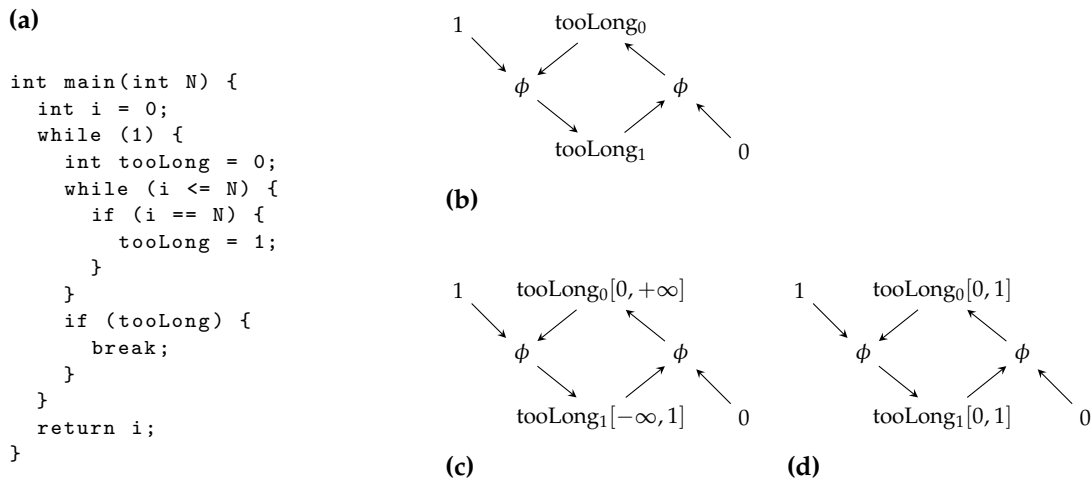 (a)
int main(int N) {
  int i = 0;
  while (1) {
    int tooLong = 0;
    while (i <= N) {
      if (i == N) {
        tooLong = 1;
      }
    }
    if (tooLong) {
      break;
    }
  }
  return i;
}
1 tooLong₀
ϕ ϕ
tooLong₁ 0
(b)
1 tooLong₀[0, +∞]
ϕ ϕ
tooLong₁[−∞, 1] 0
(c)
1 tooLong₀[0, 1]
ϕ ϕ
tooLong₁[0, 1] 0
(d)